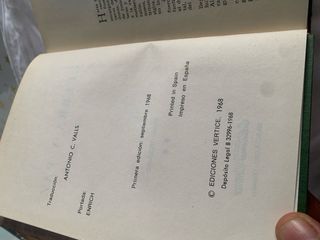 Traducción:
ANTONIO C. VALLS
Portada:
ENRICH
Primera edición: septiembre 1968
Printed in Spain
Impreso en España
© EDICIONES VERTICE, 1968
Depósito Legal B 32996-1968